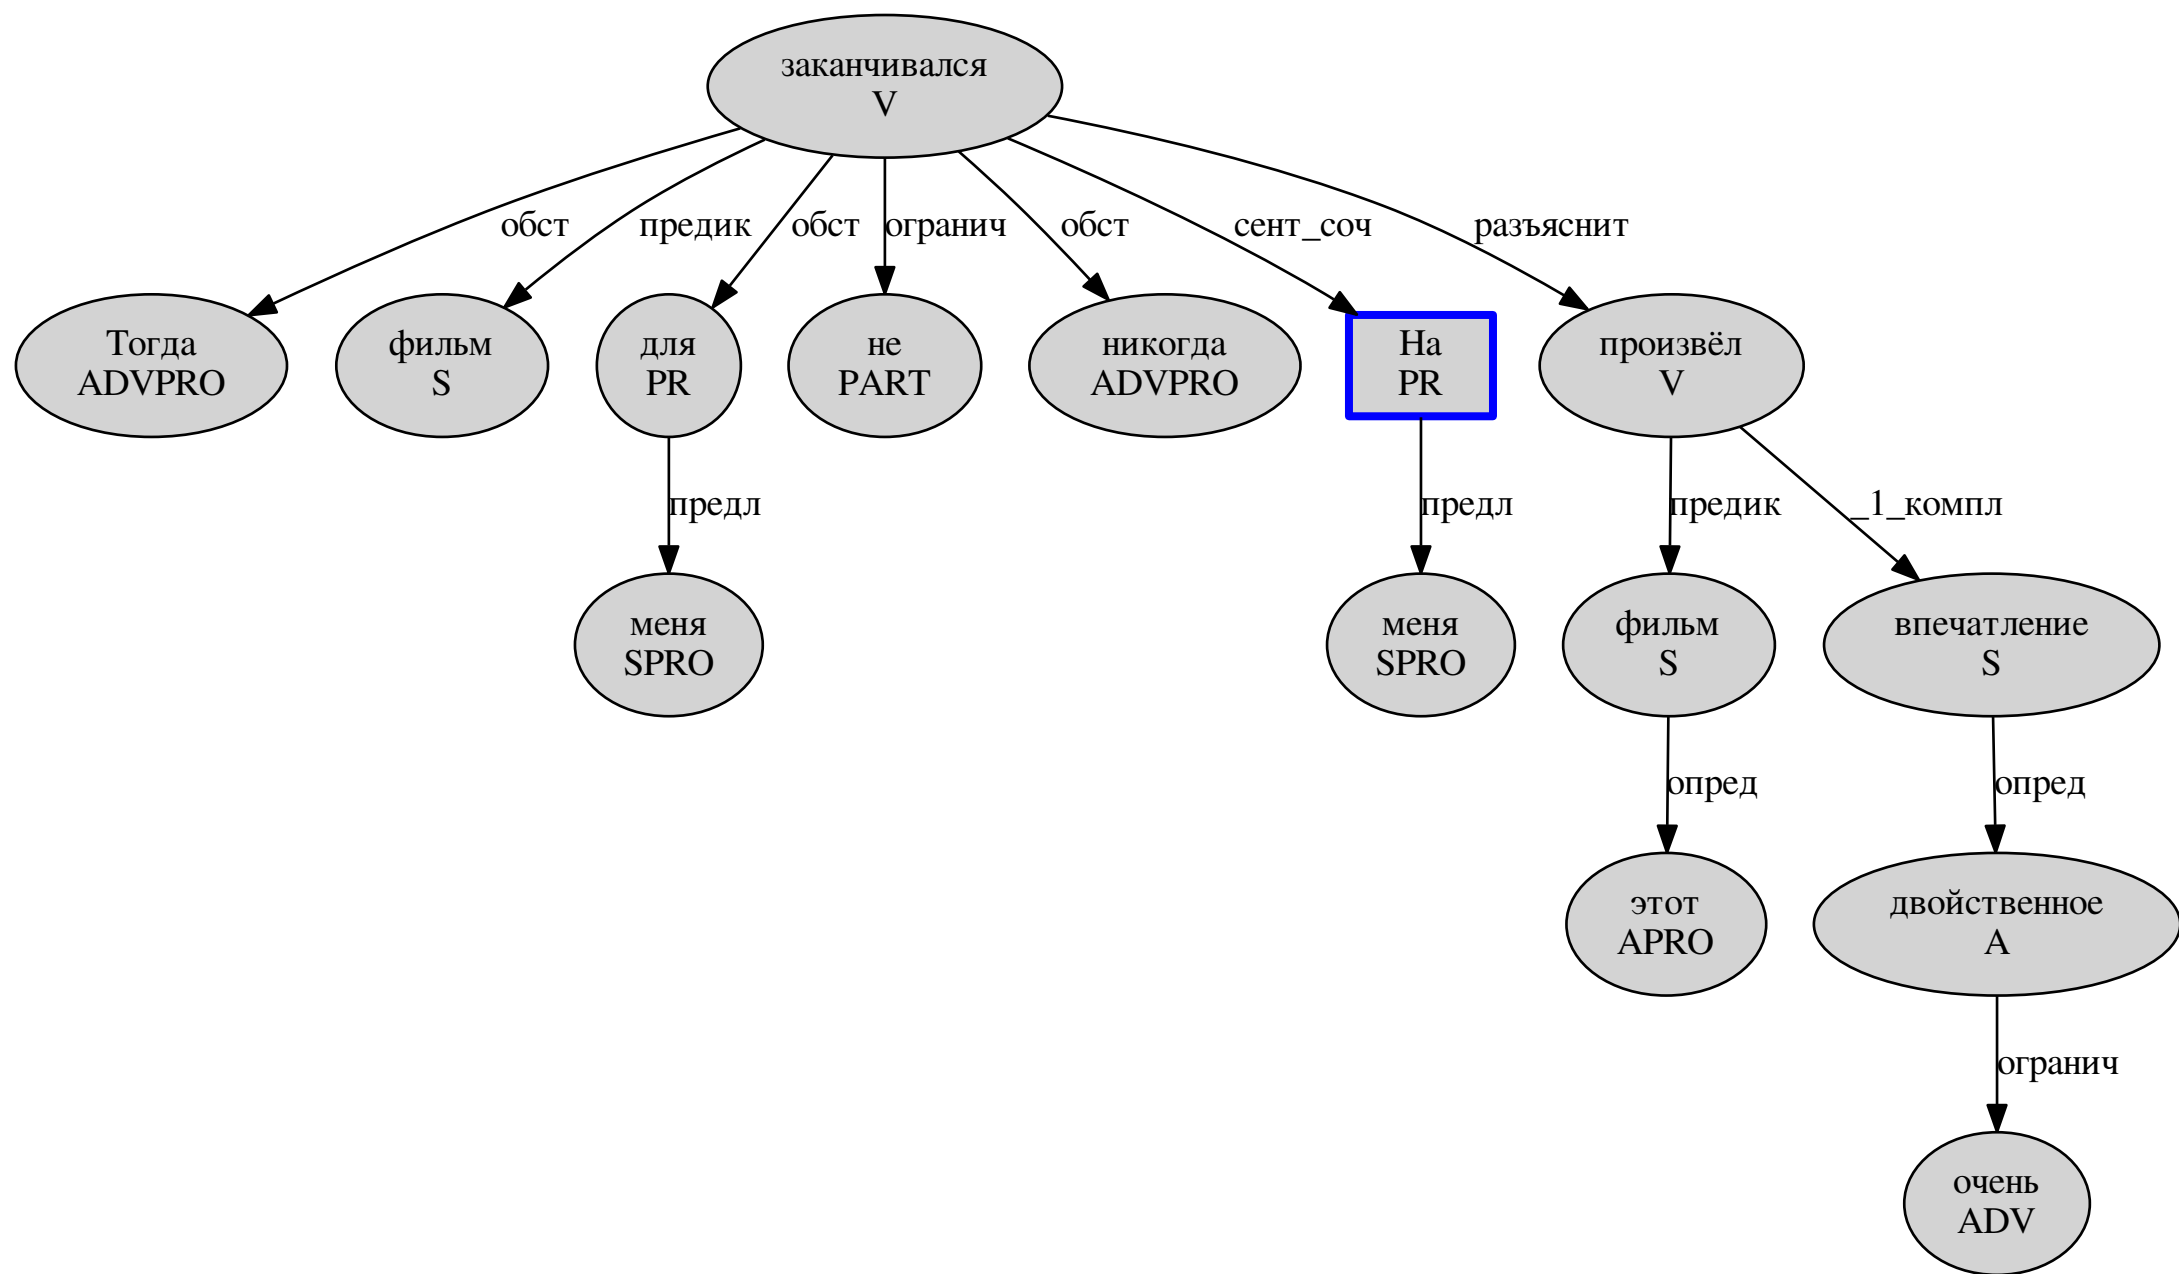 заканчивался
V
обст
предик
обст
огранич
обст
сент_соч
разъяснит
Тогда
ADVPRO
фильм
S
для
PR
не
PART
никогда
ADVPRO
На
PR
произвёл
V
предл
предл
предик
_1_компл
меня
SPRO
меня
SPRO
фильм
S
впечатление
S
опред
опред
этот
APRO
двойственное
A
огранич
очень
ADV